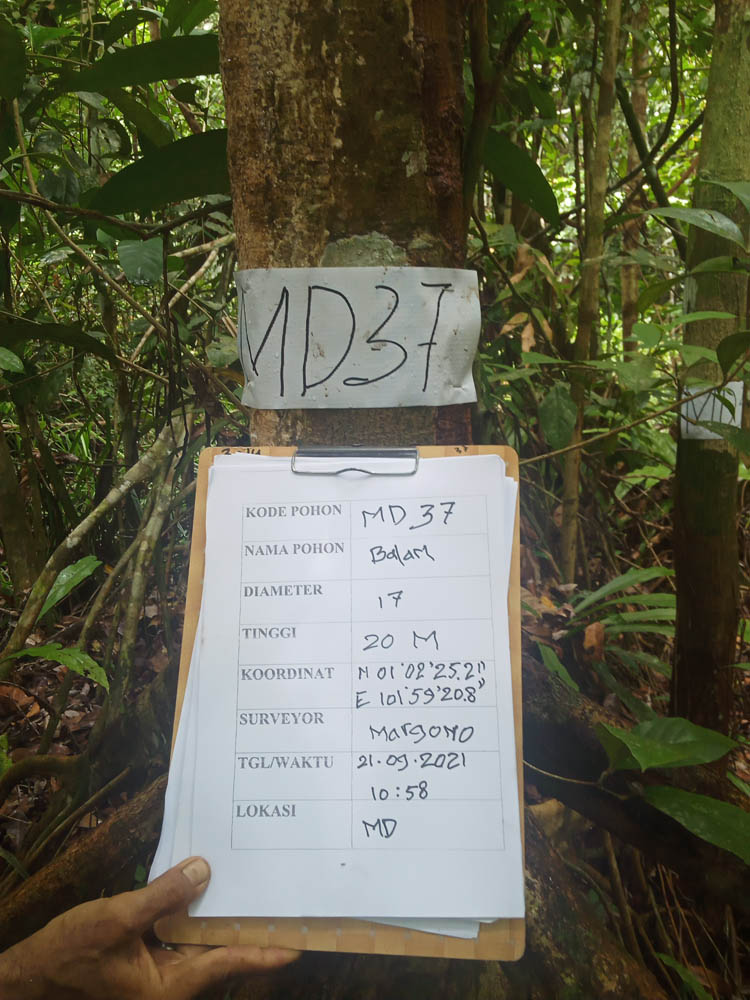 MD37
KODE POHON MD 37
NAMA POHON Balam
DIAMETER 17
TINGGI 20 M
KOORDINAT N 01°02'25.2"
E 101°59'20.8"
SURVEYOR Margono
TGL/WAKTU 21.09.2021
10:58
LOKASI MD